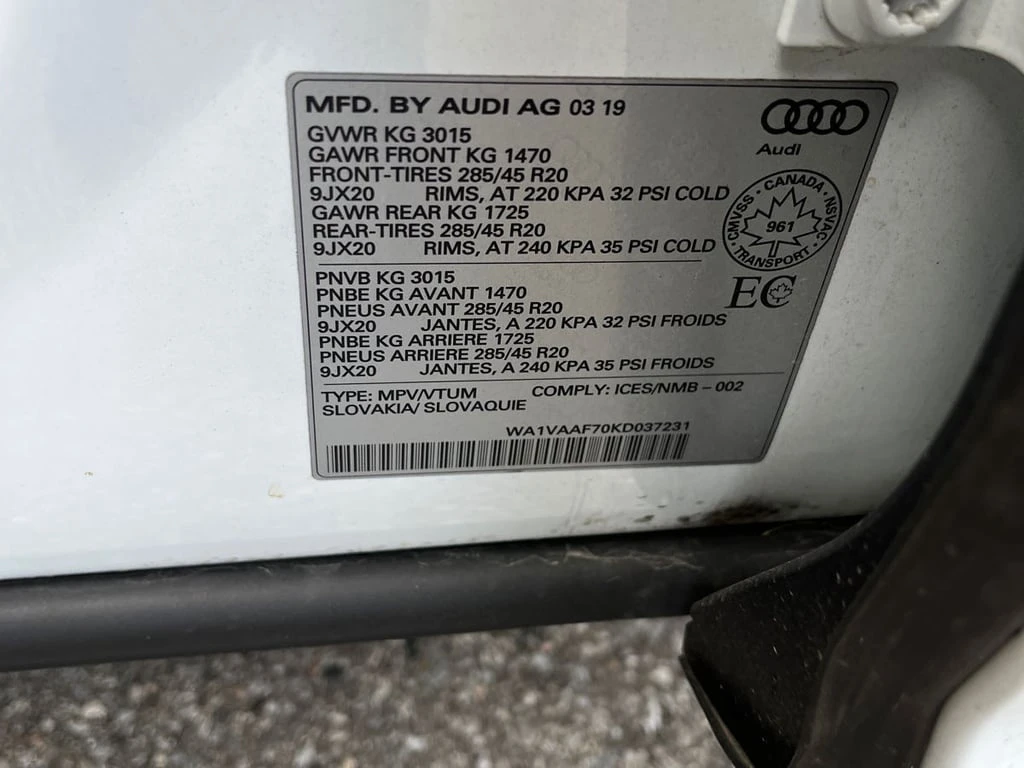 MFD. BY AUDI AG 03 19
Audi
GVWR KG 3015
GAWR FRONT KG 1470
FRONT-TIRES 285/45 R20
9JX20 RIMS, AT 220 KPA 32 PSI COLD
GAWR REAR KG 1725
REAR-TIRES 285/45 R20
9JX20 RIMS, AT 240 KPA 35 PSI COLD
CMVSS · CANADA · NSVAC
961
· TRANSPORT ·
EC
PNVB KG 3015
PNBE KG AVANT 1470
PNEUS AVANT 285/45 R20
9JX20 JANTES, A 220 KPA 32 PSI FROIDS
PNBE KG ARRIERE 1725
PNEUS ARRIERE 285/45 R20
9JX20 JANTES, A 240 KPA 35 PSI FROIDS
TYPE: MPV/VTUM COMPLY: ICES/NMB – 002
SLOVAKIA/ SLOVAQUIE
WA1VAAF70KD037231